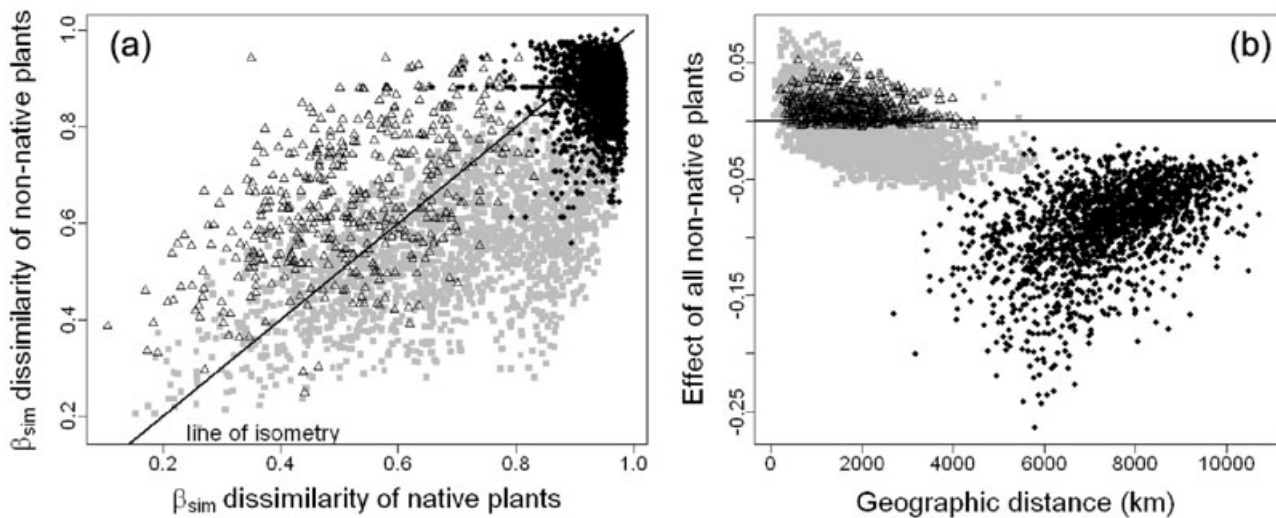 (a)
1.0
0.8
0.6
0.4
0.2
βsim dissimilarity of non-native plants
line of isometry
0.2 0.4 0.6 0.8 1.0
βsim dissimilarity of native plants
(b)
0.05
-0.05
-0.15
-0.25
Effect of all non-native plants
0 2000 4000 6000 8000 10000
Geographic distance (km)